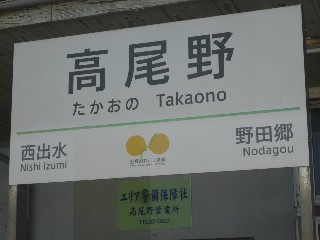 高尾野
たかおの Takaono
西出水 野田郷
Nishi Izumi Nodagou
エリア警備保障社
高尾野営業所